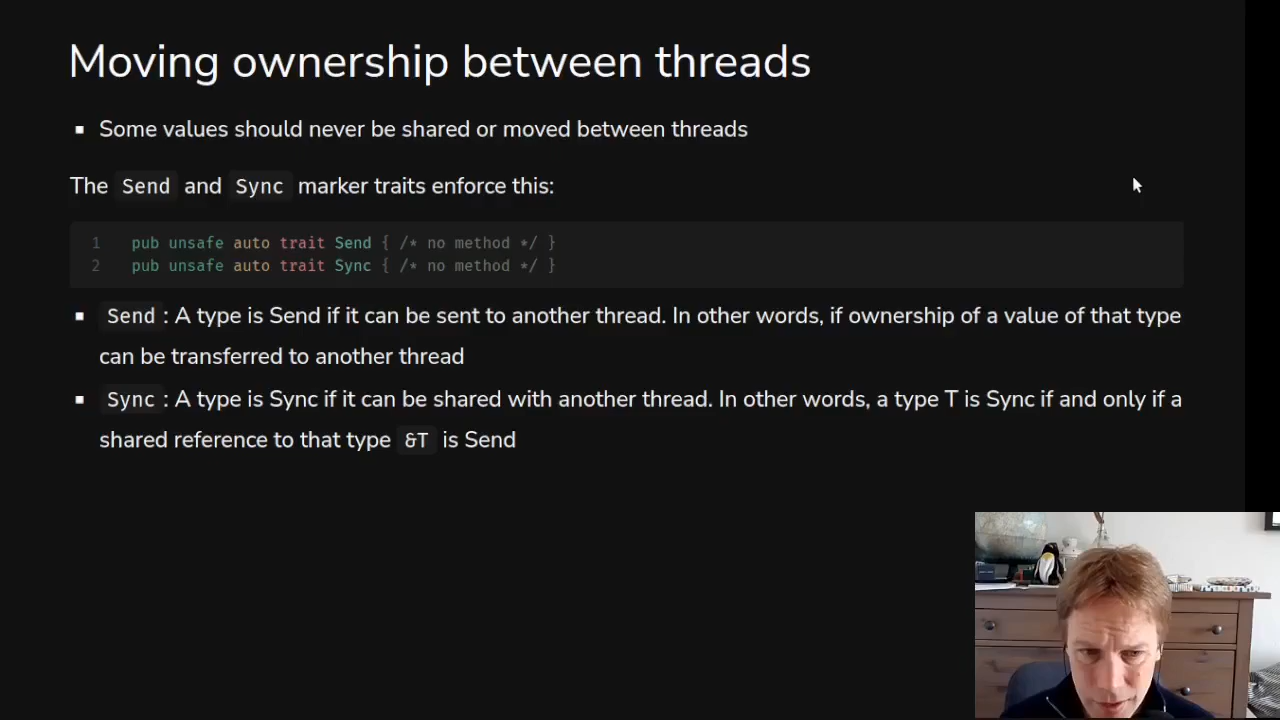 Moving ownership between threads
Some values should never be shared or moved between threads
The Send and Sync marker traits enforce this:
1 pub unsafe auto trait Send { /* no method */ }
2 pub unsafe auto trait Sync { /* no method */ }
Send : A type is Send if it can be sent to another thread. In other words, if ownership of a value of that type
can be transferred to another thread
Sync : A type is Sync if it can be shared with another thread. In other words, a type T is Sync if and only if a
shared reference to that type &T is Send